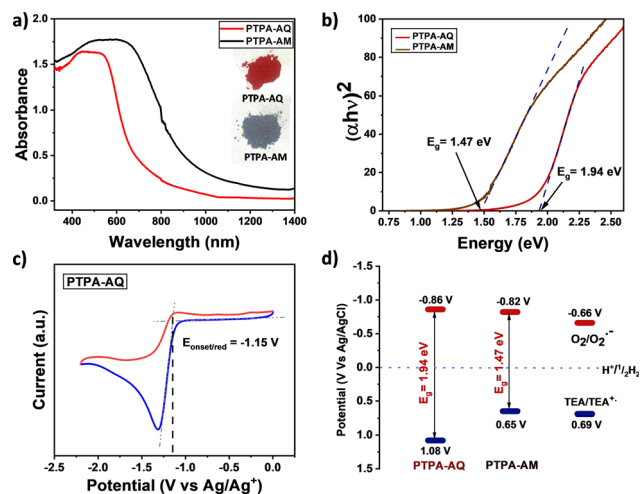 a)
2.0
1.5
1.0
0.5
0.0
Absorbance
PTPA-AQ
PTPA-AM
PTPA-AQ
PTPA-AM
400 600 800 1000 1200 1400
Wavelength (nm)
b)
100
80
60
40
20
0
(αhν)²
PTPA-AQ
PTPA-AM
Eg= 1.47 eV
Eg= 1.94 eV
0.75 1.00 1.25 1.50 1.75 2.00 2.25 2.50
Energy (eV)
c)
PTPA-AQ
Current (a.u.)
Eonset/red = -1.15 V
-2.5 -2.0 -1.5 -1.0 -0.5 0.0
Potential (V vs Ag/Ag⁺)
d)
-1.5
-1.0
-0.5
0.0
0.5
1.0
1.5
Potential (V Vs Ag/AgCl)
-0.86 V
-0.82 V
-0.66 V
O₂/O₂·⁻
Eg = 1.94 eV
Eg = 1.47 eV
H⁺/¹/₂H₂
TEA/TEA⁺·
0.65 V
0.69 V
1.08 V
PTPA-AQ
PTPA-AM